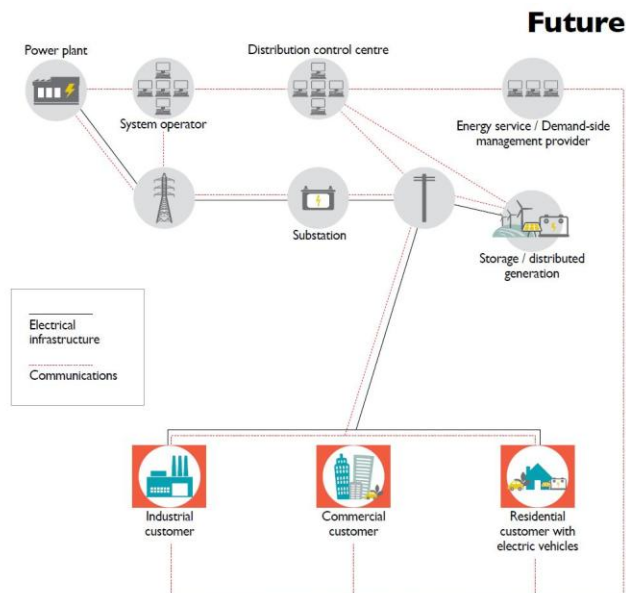 Future
Power plant
Distribution control centre
System operator
Energy service / Demand-side
management provider
Substation
Storage / distributed
generation
Electrical
infrastructure
Communications
Industrial
customer
Commercial
customer
Residential
customer with
electric vehicles